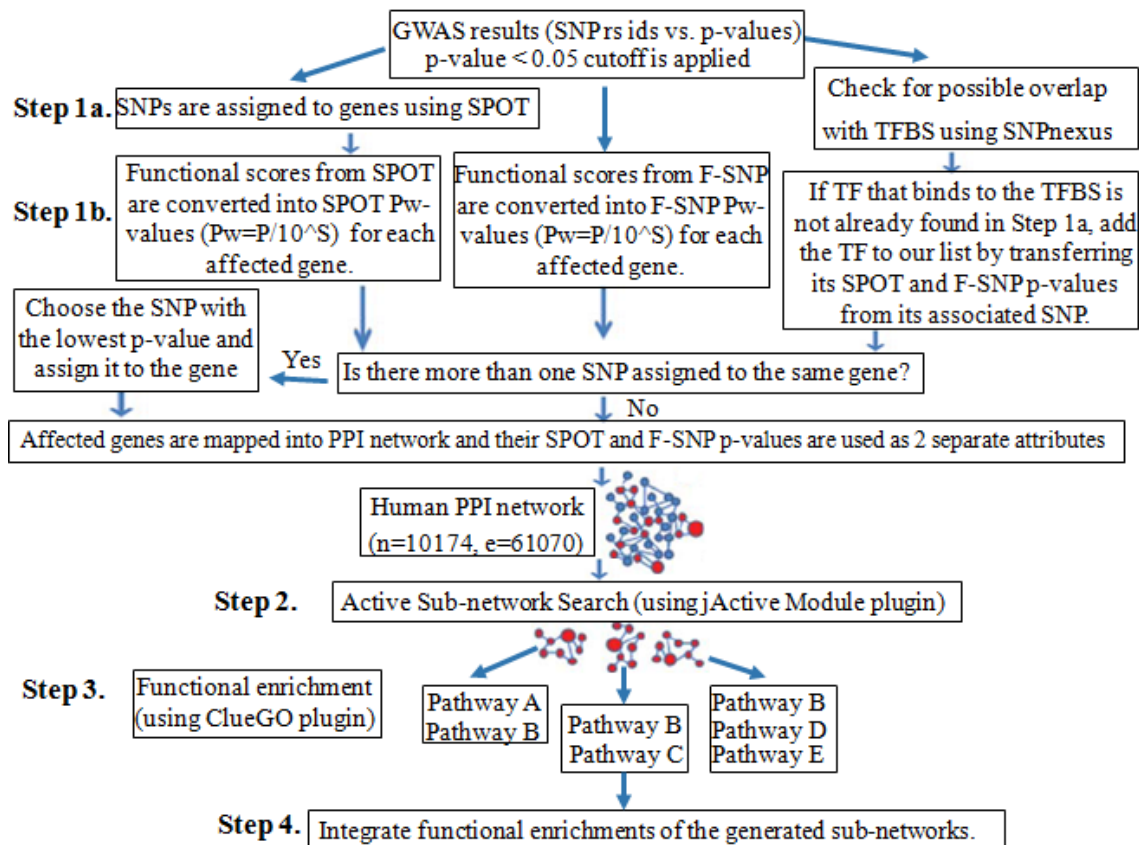 GWAS results (SNP rs ids vs. p-values)
p-value < 0.05 cutoff is applied
Step 1a.
SNPs are assigned to genes using SPOT
Check for possible overlap
with TFBS using SNPnexus
Step 1b.
Functional scores from SPOT
are converted into SPOT Pw-
values (Pw=P/10^S) for each
affected gene.
Functional scores from F-SNP
are converted into F-SNP Pw-
values (Pw=P/10^S) for each
affected gene.
If TF that binds to the TFBS is
not already found in Step 1a, add
the TF to our list by transferring
its SPOT and F-SNP p-values
from its associated SNP.
Choose the SNP with
the lowest p-value and
assign it to the gene
Yes
Is there more than one SNP assigned to the same gene?
No
Affected genes are mapped into PPI network and their SPOT and F-SNP p-values are used as 2 separate attributes
Human PPI network
(n=10174, e=61070)
Step 2.
Active Sub-network Search (using jActive Module plugin)
Step 3.
Functional enrichment
(using ClueGO plugin)
Pathway A
Pathway B
Pathway B
Pathway C
Pathway B
Pathway D
Pathway E
Step 4.
Integrate functional enrichments of the generated sub-networks.